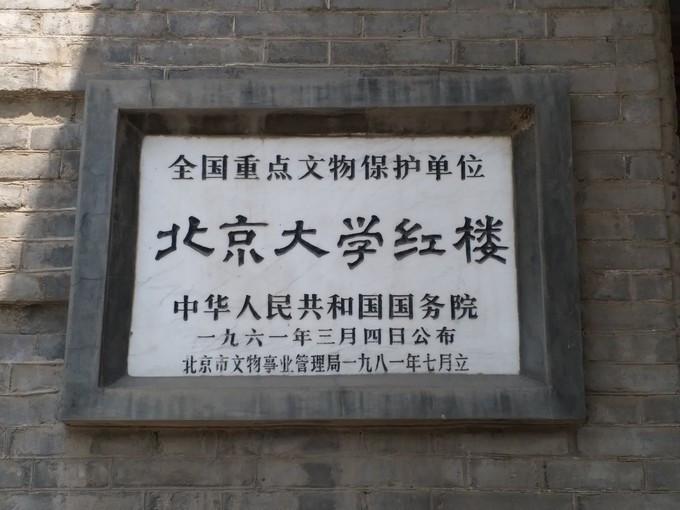 全国重点文物保护单位
北京大学红楼
中华人民共和国国务院
一九六一年三月四日公布
北京市文物事业管理局一九八一年七月立